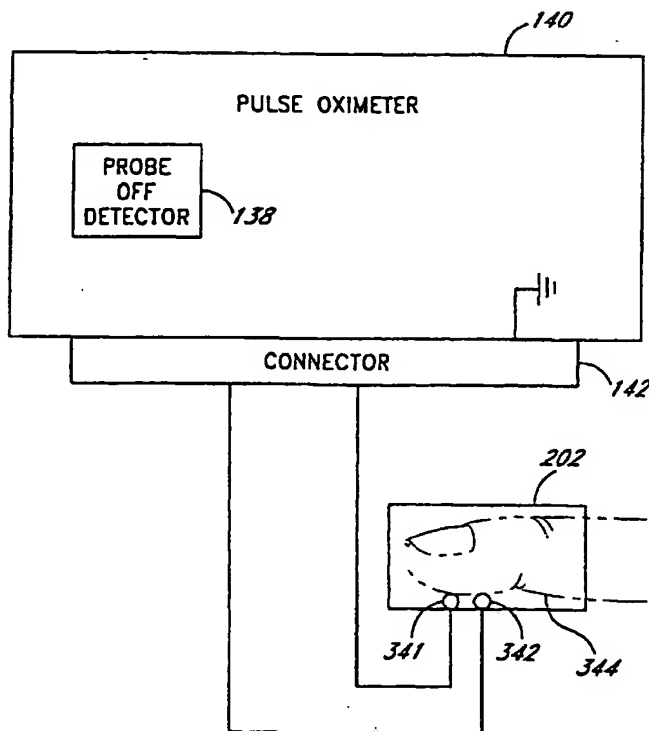 140
PULSE OXIMETER
PROBE
OFF
DETECTOR
138
CONNECTOR
142
202
341
342
344